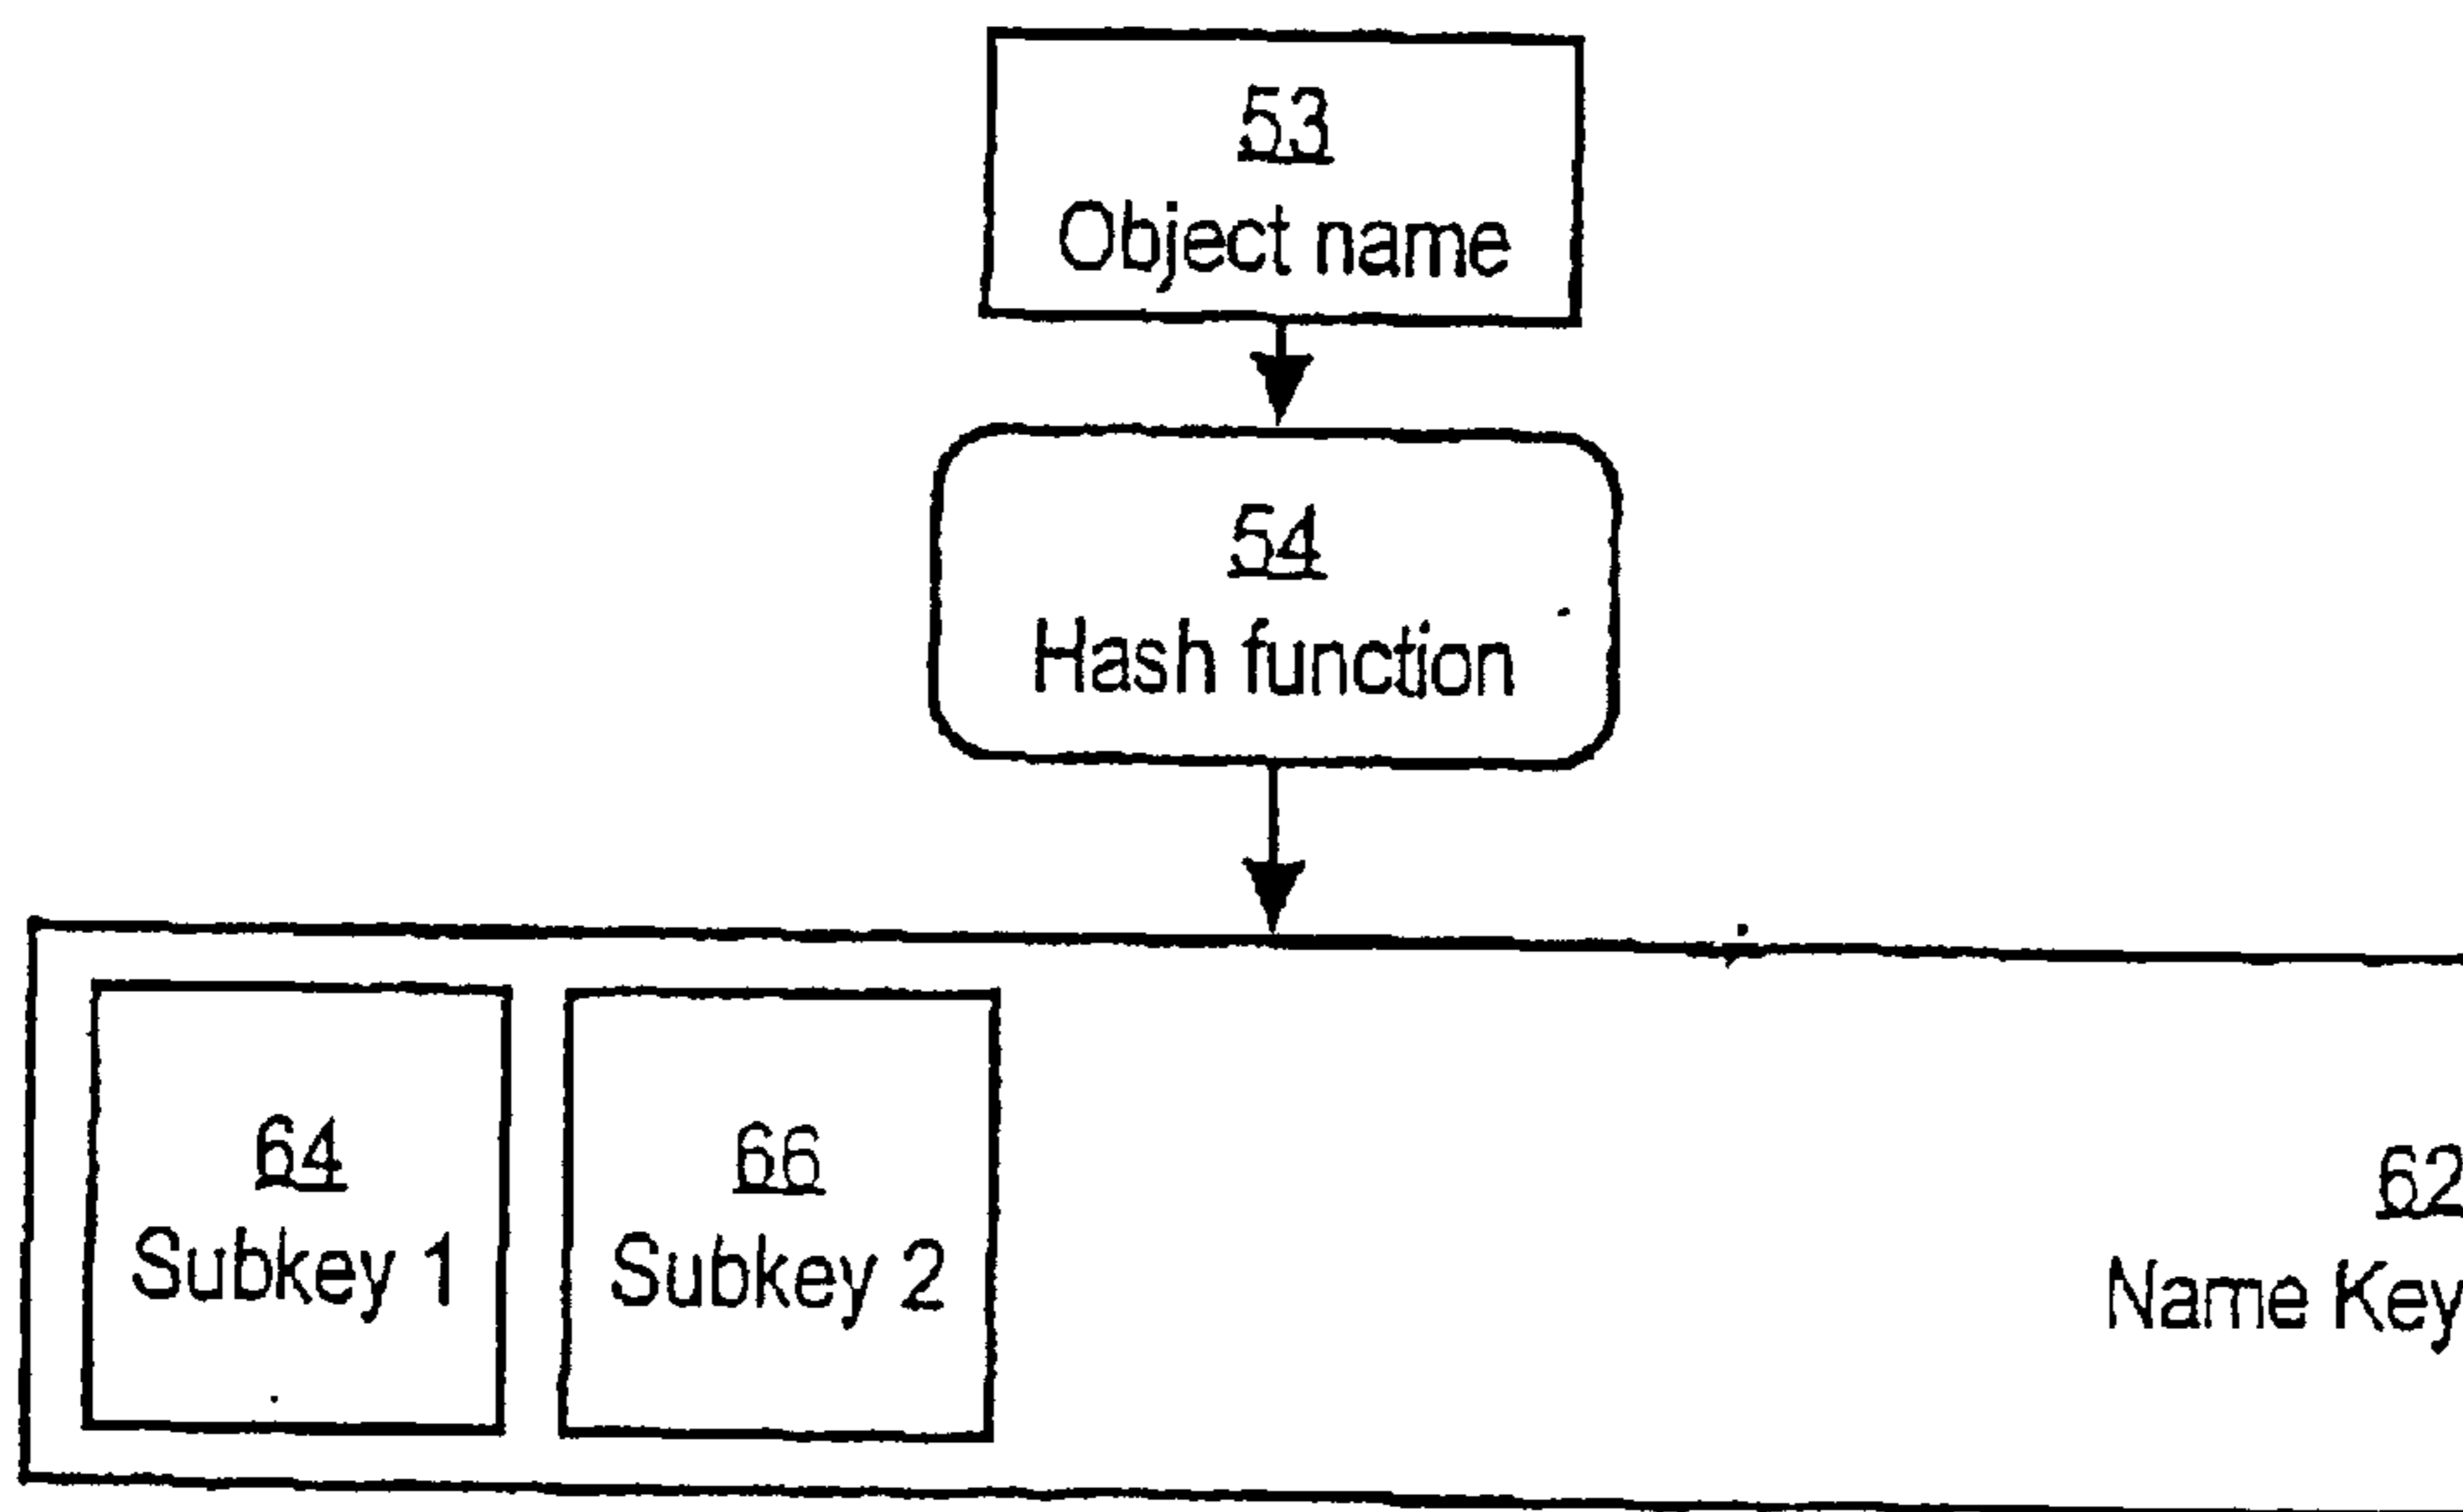 53
Object name
54
Hash function
64
Subkey 1
66
Subkey 2
62
Name Key